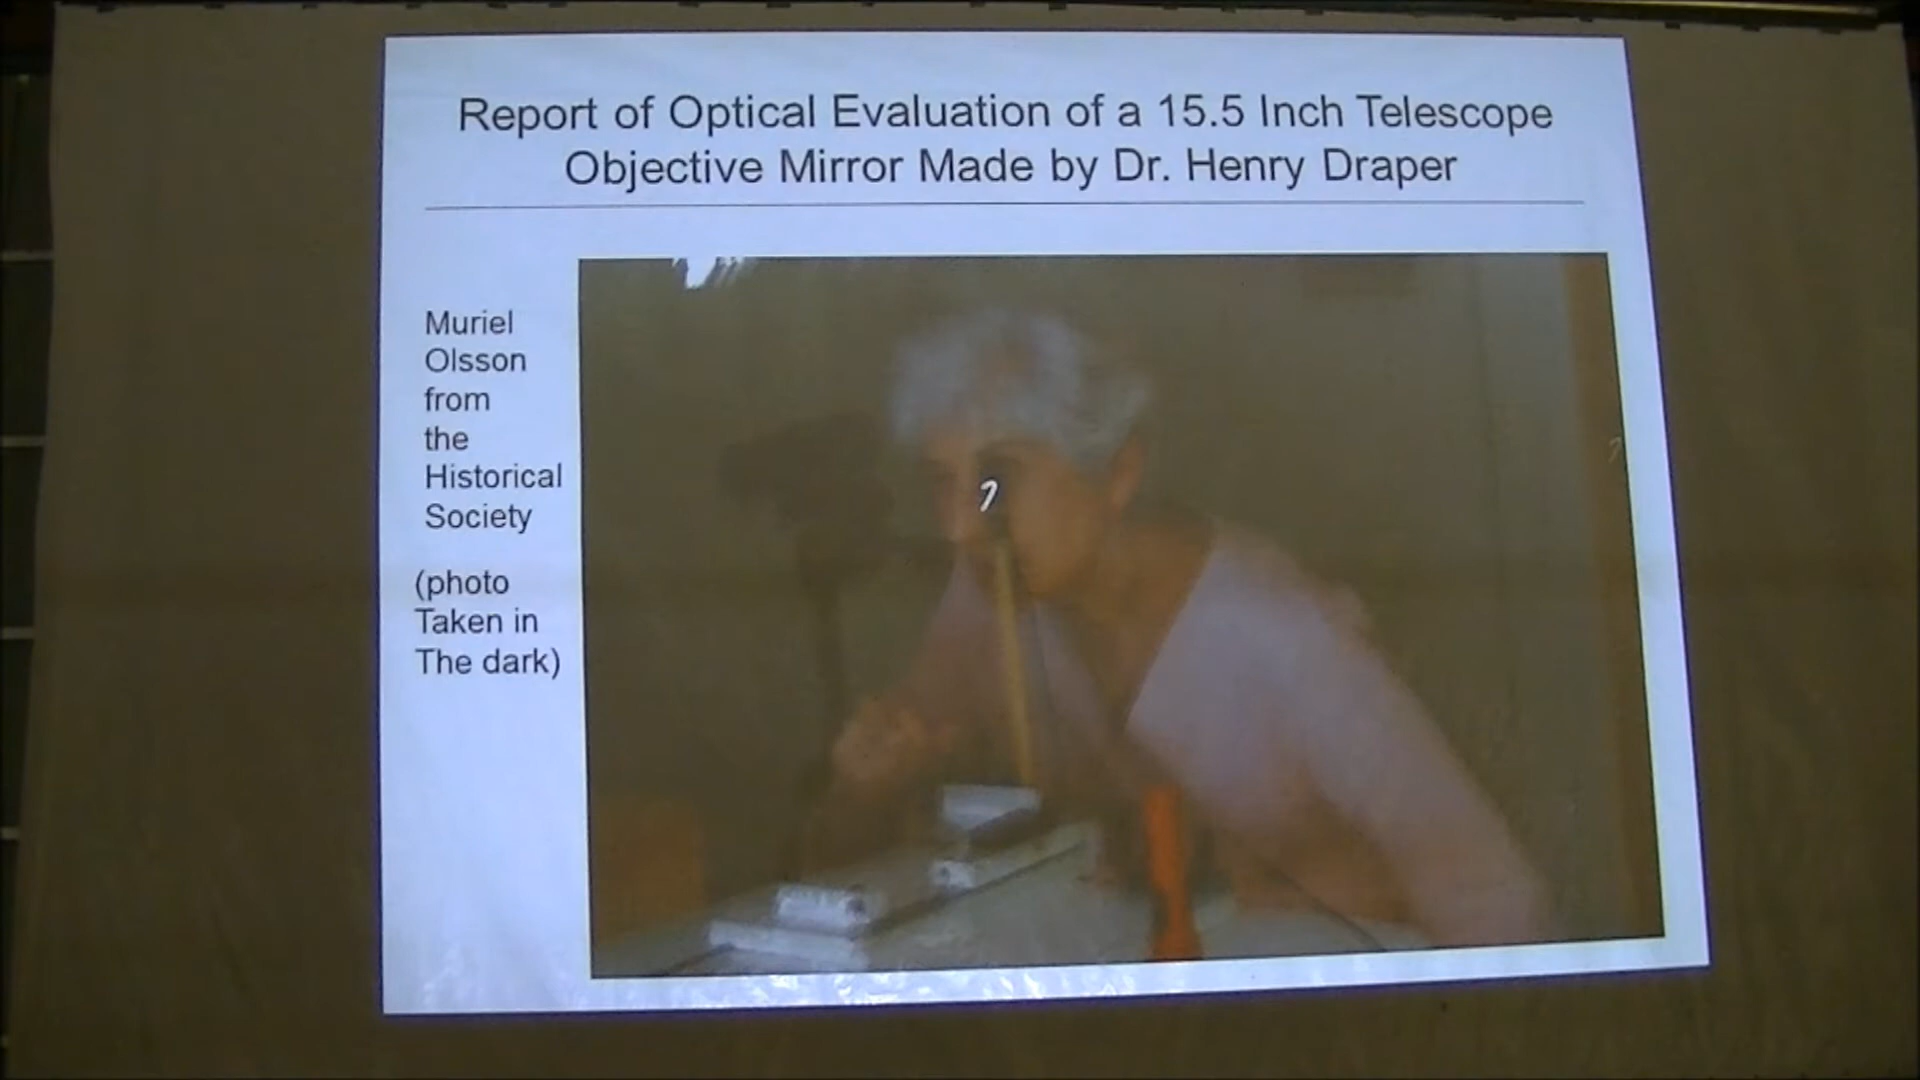 Report of Optical Evaluation of a 15.5 Inch Telescope
Objective Mirror Made by Dr. Henry Draper
Muriel
Olsson
from
the
Historical
Society
(photo
Taken in
The dark)